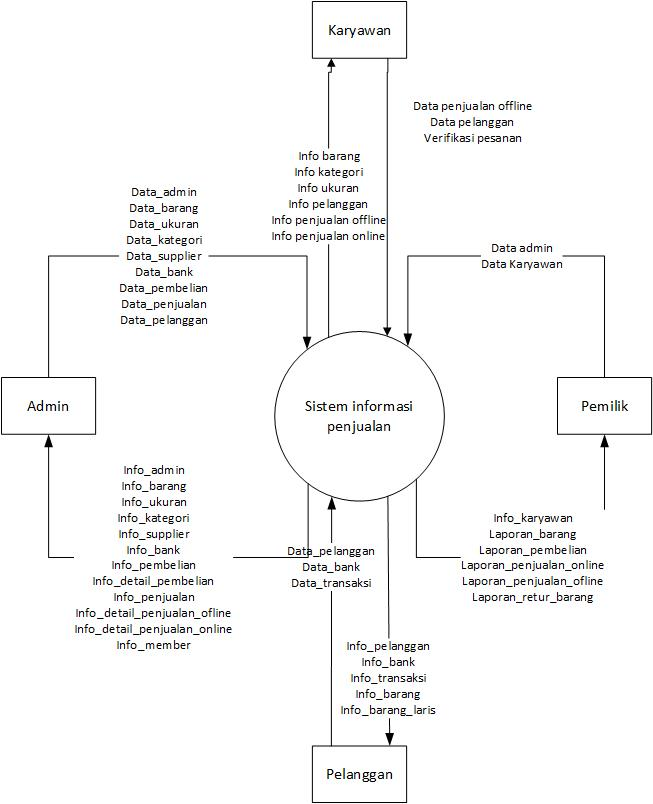 Karyawan
Data penjualan offline
Data pelanggan
Verifikasi pesanan
Info barang
Info kategori
Info ukuran
Info pelanggan
Info penjualan offline
Info penjualan online
Data_admin
Data_barang
Data_ukuran
Data_kategori
Data_supplier
Data_bank
Data_pembelian
Data_penjualan
Data_pelanggan
Data admin
Data Karyawan
Admin
Sistem informasi
penjualan
Pemilik
Info_admin
Info_barang
Info_ukuran
Info_kategori
Info_supplier
Info_bank
Info_pembelian
Info_detail_pembelian
Info_penjualan
Info_detail_penjualan_ofline
Info_detail_penjualan_online
Info_member
Data_pelanggan
Data_bank
Data_transaksi
Info_karyawan
Laporan_barang
Laporan_pembelian
Laporan_penjualan_online
Laporan_penjualan_ofline
Laporan_retur_barang
Info_pelanggan
Info_bank
Info_transaksi
Info_barang
Info_barang_laris
Pelanggan